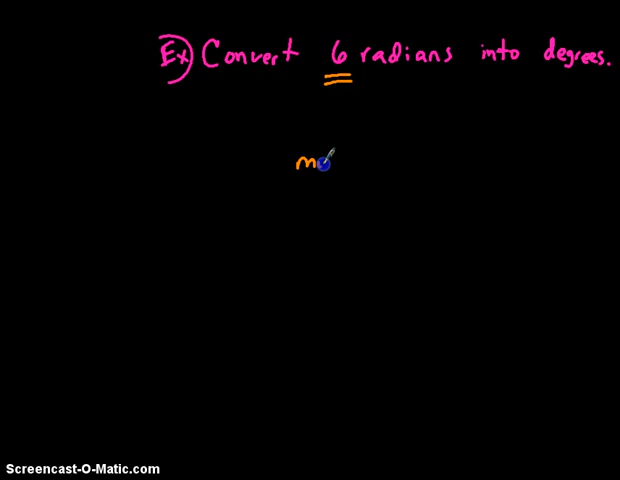 Ex) Convert 6 radians into degrees.
m
Screencast-O-Matic.com